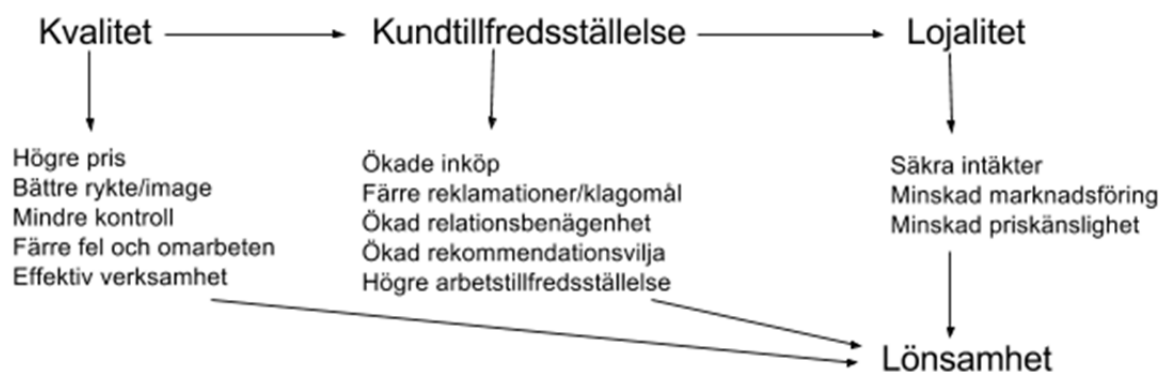 Kvalitet
Kundtillfredsställelse
Lojalitet
Högre pris
Bättre rykte/image
Mindre kontroll
Färre fel och omarbeten
Effektiv verksamhet
Ökade inköp
Färre reklamationer/klagomål
Ökad relationsbenägenhet
Ökad rekommendationsvilja
Högre arbetstillfredsställelse
Säkra intäkter
Minskad marknadsföring
Minskad priskänslighet
Lönsamhet